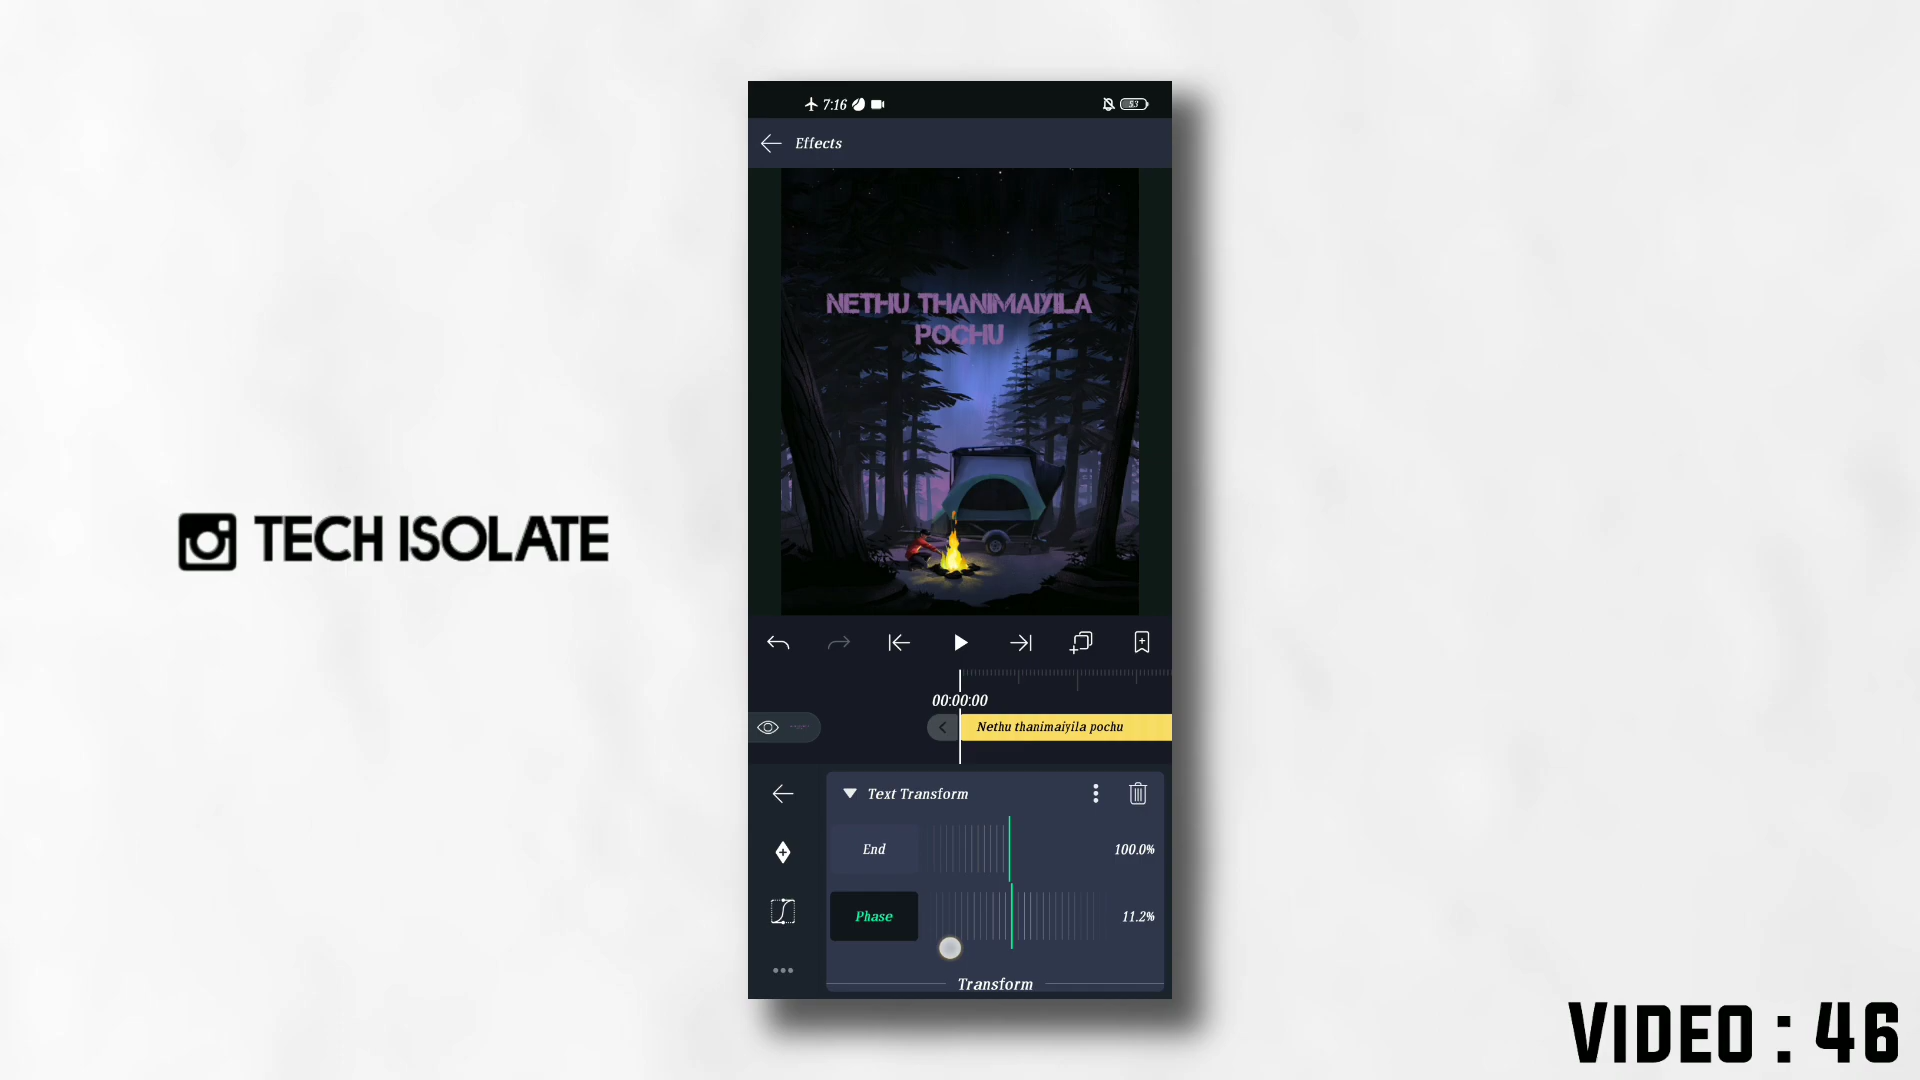 7:16
53
Effects
NETHU THANIMAIYILA
POCHU
TECH ISOLATE
00:00:00
Nethu thanimaiyila pochu
Text Transform
End
100.0%
Phase
11.2%
Transform
VIDEO : 46